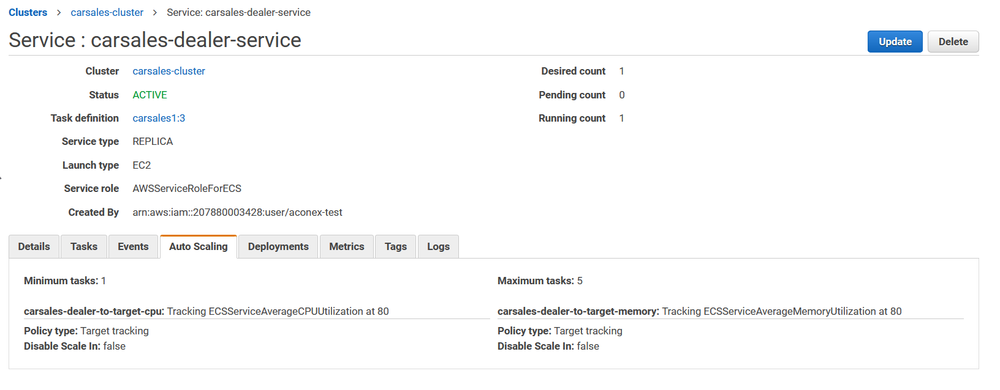 Clusters > carsales-cluster > Service: carsales-dealer-service
Service : carsales-dealer-service
Update Delete
Cluster carsales-cluster
Desired count 1
Status ACTIVE
Pending count 0
Task definition carsales1:3
Running count 1
Service type REPLICA
Launch type EC2
Service role AWSServiceRoleForECS
Created By arn:aws:iam::207880003428:user/aconex-test
Details Tasks Events Auto Scaling Deployments Metrics Tags Logs
Minimum tasks: 1
Maximum tasks: 5
carsales-dealer-to-target-cpu: Tracking ECSServiceAverageCPUUtilization at 80
Policy type: Target tracking
Disable Scale In: false
carsales-dealer-to-target-memory: Tracking ECSServiceAverageMemoryUtilization at 80
Policy type: Target tracking
Disable Scale In: false